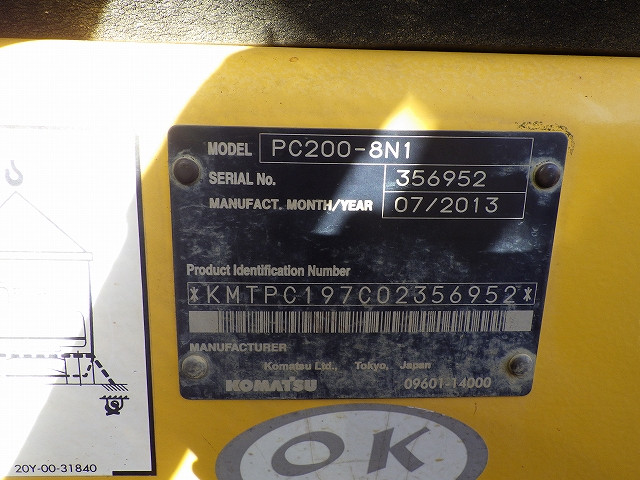 MODEL PC200-8N1
SERIAL No. 356952
MANUFACT. MONTH/YEAR 07/2013
Product Identification Number
*KMTPC197C02356952*
MANUFACTURER
Komatsu Ltd., Tokyo, Japan
KOMATSU 09601-14000
OK
20Y-00-31840